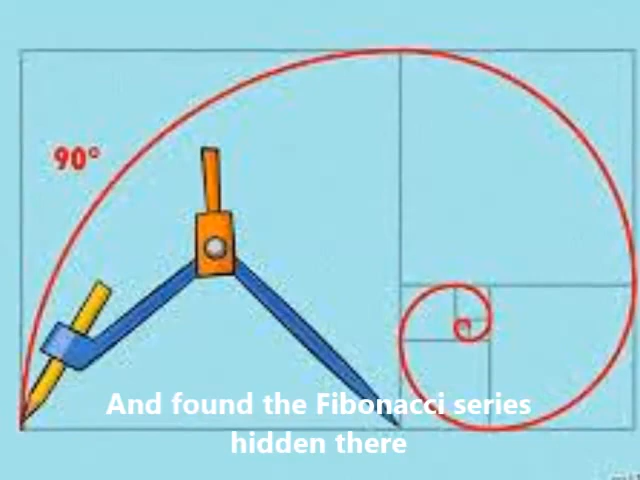 90°
And found the Fibonacci series
hidden there